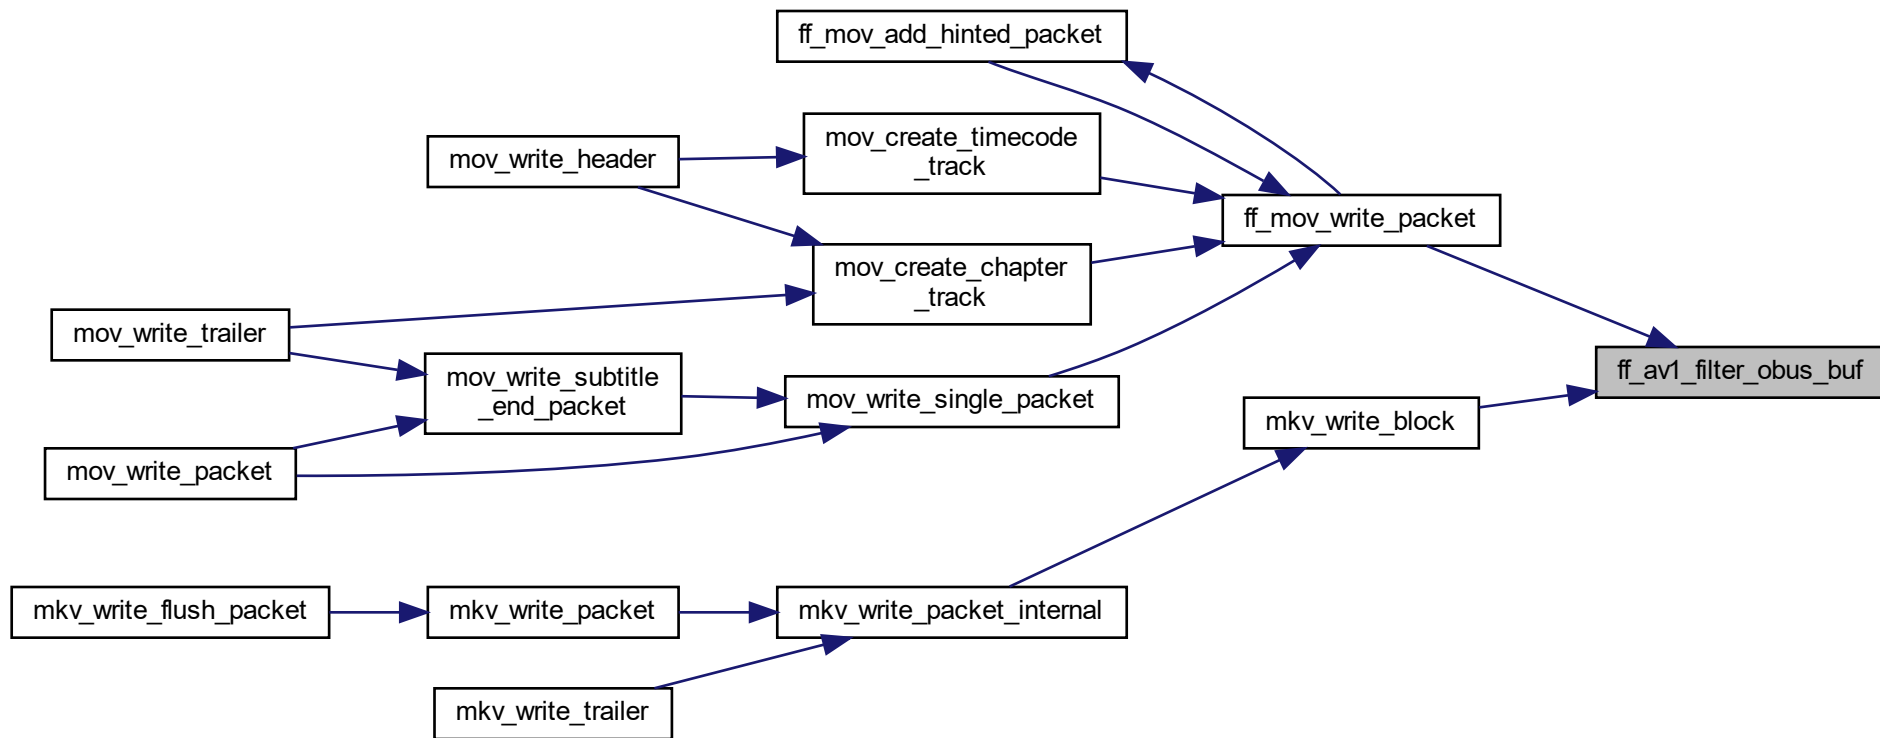 ff_mov_add_hinted_packet
mov_create_timecode
_track
mov_write_header
ff_mov_write_packet
mov_create_chapter
_track
mov_write_trailer
mov_write_subtitle
_end_packet
mov_write_single_packet
ff_av1_filter_obus_buf
mkv_write_block
mov_write_packet
mkv_write_flush_packet
mkv_write_packet
mkv_write_packet_internal
mkv_write_trailer